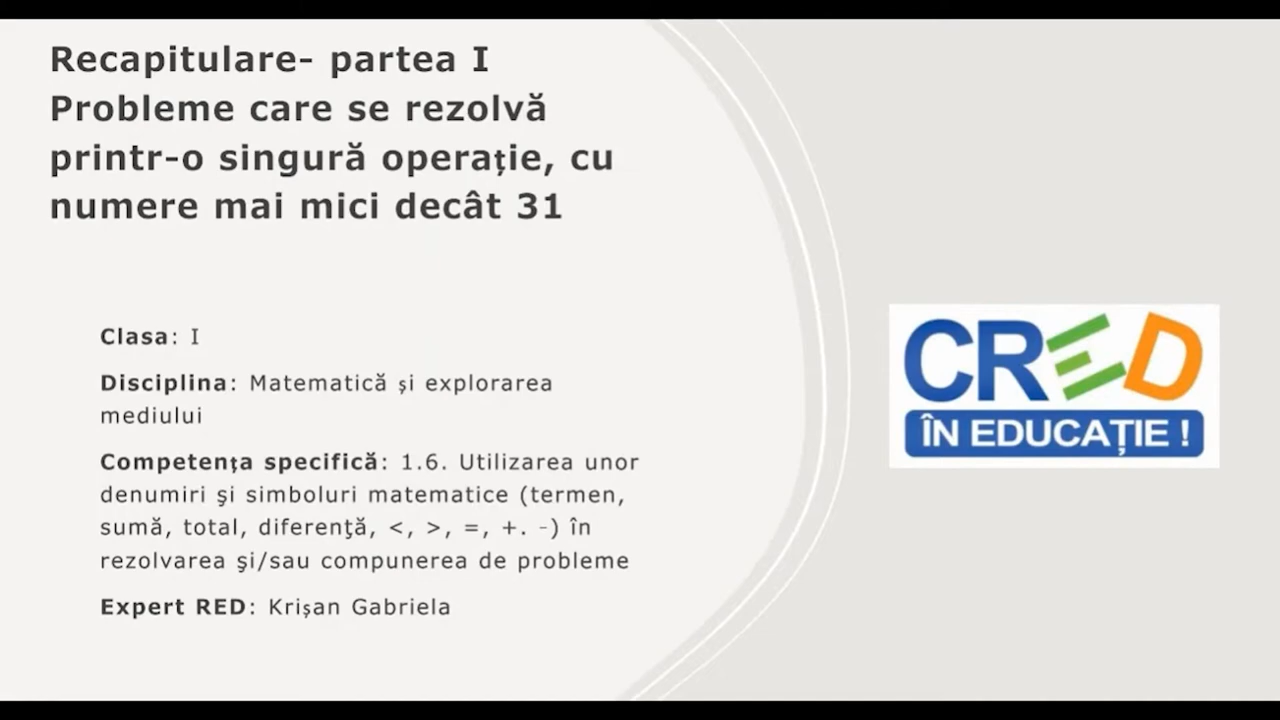 Recapitulare- partea I
Probleme care se rezolvă
printr-o singură operație, cu
numere mai mici decât 31
Clasa: I
Disciplina: Matematică și explorarea
mediului
Competența specifică: 1.6. Utilizarea unor
denumiri şi simboluri matematice (termen,
sumă, total, diferenţă, <, >, =, +. -) în
rezolvarea şi/sau compunerea de probleme
Expert RED: Krișan Gabriela
CRED
ÎN EDUCAȚIE !